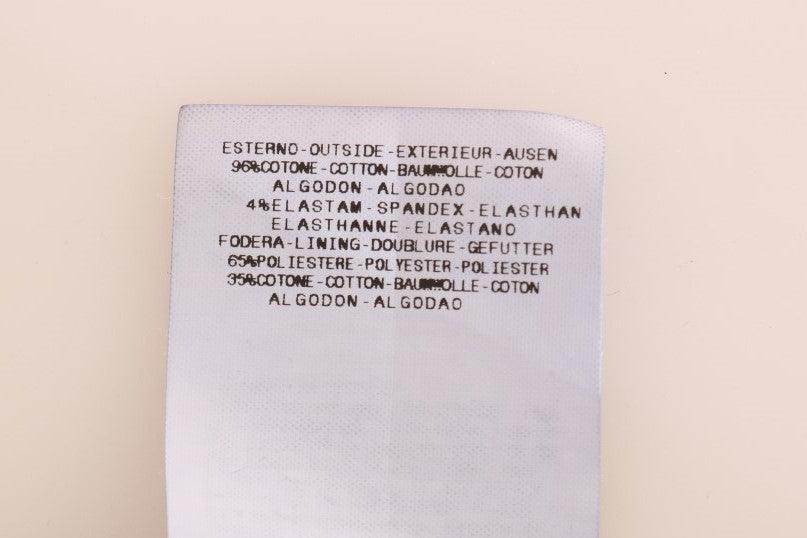 ESTERNO-OUTSIDE-EXTERIEUR-AUSEN
96%COTONE-COTTON-BAUMWOLLE-COTON
ALGODON-ALGODAO
4%ELASTAM-SPANDEX-ELASTHAN
ELASTHANNE-ELASTANO
FODERA-LINING-DOUBLURE-GEFUTTER
65%POLIESTERE-POLYESTER-POLIESTER
35%COTONE-COTTON-BAUMWOLLE-COTON
ALGODON-ALGODAO